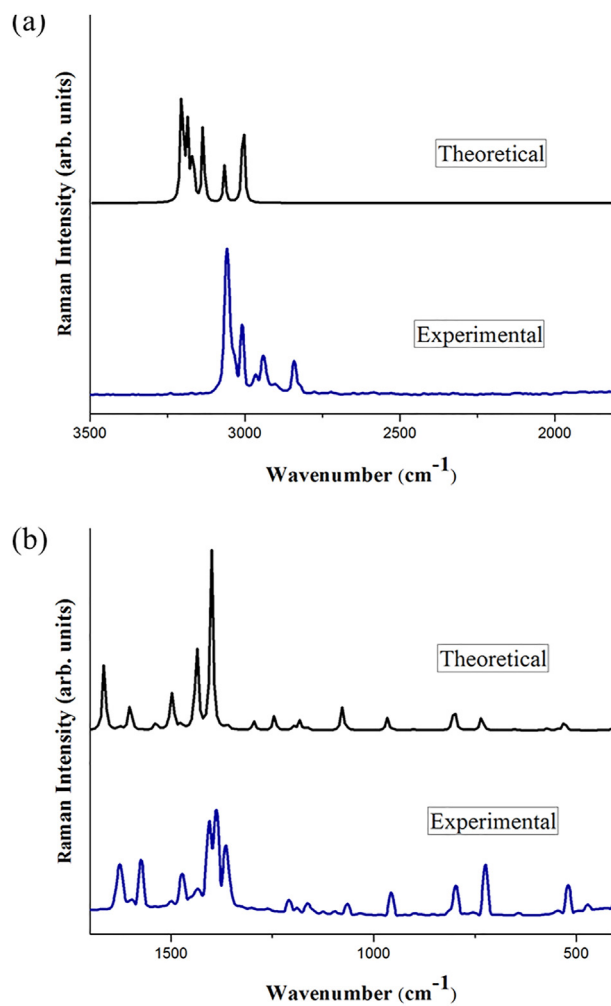 (a)
Raman Intensity (arb. units)
Theoretical
Experimental
3500 3000 2500 2000
Wavenumber (cm-1)
(b)
Raman Intensity (arb. units)
Theoretical
Experimental
1500 1000 500
Wavenumber (cm-1)